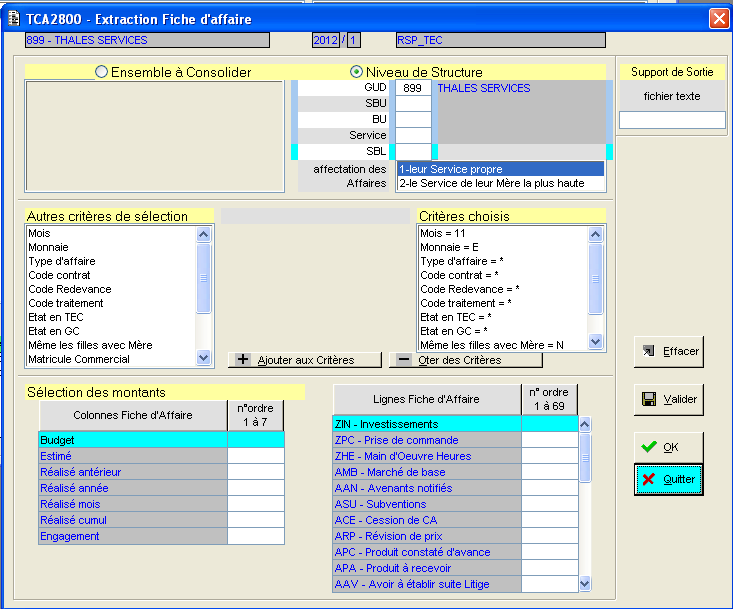 TCA2800 - Extraction Fiche d'affaire
899 - THALES SERVICES 2012 / 1 RSP_TEC
Ensemble à Consolider
Niveau de Structure
GUD 899 THALES SERVICES
SBU
BU
Service
SBL
affectation des
Affaires
1-leur Service propre
2-le Service de leur Mère la plus haute
Support de Sortie
fichier texte
Autres critères de sélection
Mois
Monnaie
Type d'affaire
Code contrat
Code Redevance
Code traitement
Etat en TEC
Etat en GC
Même les filles avec Mère
Matricule Commercial
Ajouter aux Critères
Oter des Critères
Critères choisis
Mois = 11
Monnaie = E
Type d'affaire = *
Code contrat = *
Code Redevance = *
Code traitement = *
Etat en TEC = *
Etat en GC = *
Même les filles avec Mère = N
Effacer
Valider
OK
Quitter
Sélection des montants
Colonnes Fiche d'Affaire
n°ordre
1 à 7
Budget
Estimé
Réalisé antérieur
Réalisé année
Réalisé mois
Réalisé cumul
Engagement
Lignes Fiche d'Affaire
n° ordre
1 à 69
ZIN - Investissements
ZPC - Prise de commande
ZHE - Main d'Oeuvre Heures
AMB - Marché de base
AAN - Avenants notifiés
ASU - Subventions
ACE - Cession de CA
ARP - Révision de prix
APC - Produit constaté d'avance
APA - Produit à recevoir
AAV - Avoir à établir suite Litige